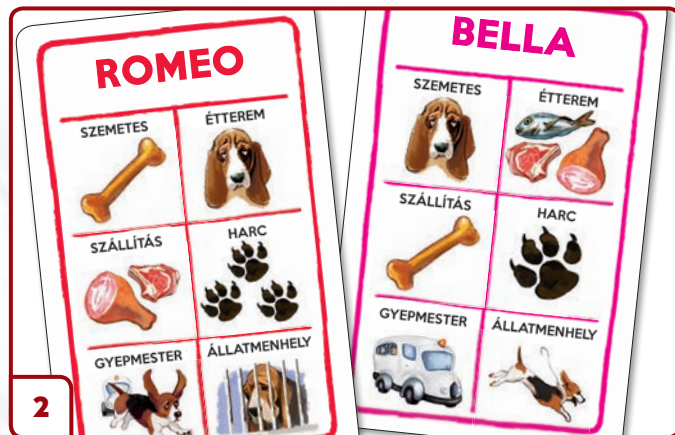 ROMEO
SZEMETES
ÉTTEREM
SZÁLLÍTÁS
HARC
GYEPMESTER
ÁLLATMENHELY
BELLA
SZEMETES
ÉTTEREM
SZÁLLÍTÁS
HARC
GYEPMESTER
ÁLLATMENHELY
2